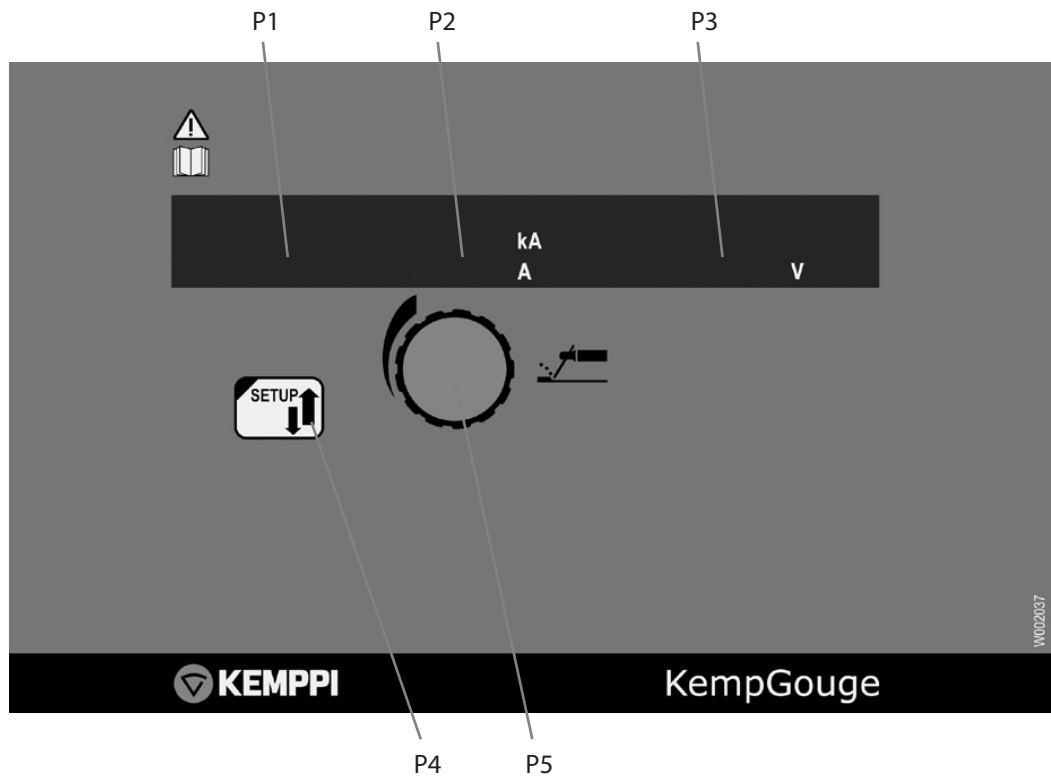 P1 P2 P3
kA
A V
SETUP
W002037
KEMPPI KempGouge
P4 P5